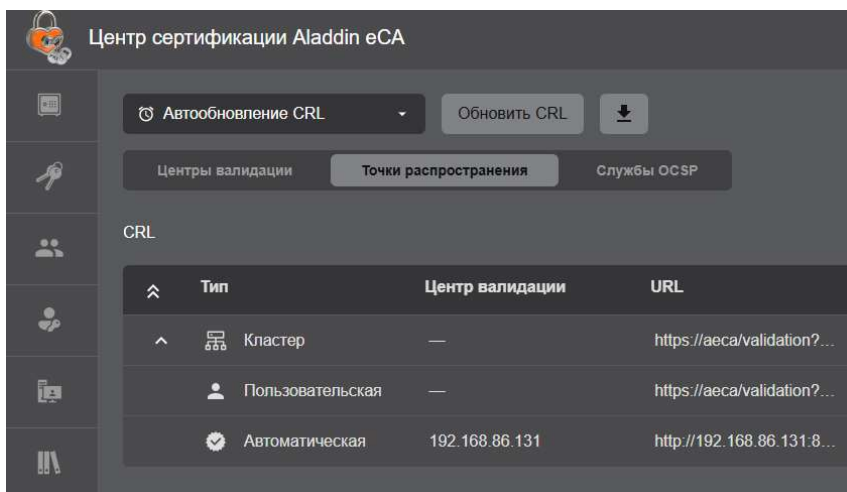 Центр сертификации Aladdin eCA
Автообновление CRL Обновить CRL
Центры валидации Точки распространения Службы OCSP
CRL
Тип Центр валидации URL
Кластер — https://aeca/validation?...
Пользовательская — https://aeca/validation?...
Автоматическая 192.168.86.131 http://192.168.86.131:8...